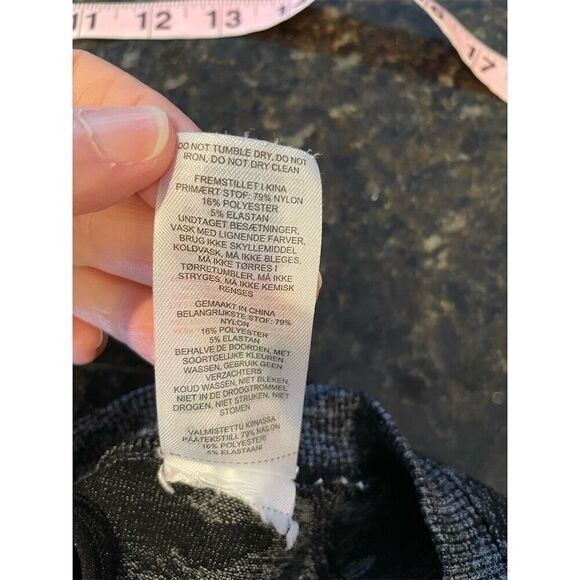 11 12 13
17
DO NOT TUMBLE DRY, DO NOT
IRON, DO NOT DRY CLEAN
FREMSTILLET I KINA
PRIMÆRT STOF: 79% NYLON
16% POLYESTER
5% ELASTAN
UNDTAGET BESÆTNINGER,
VASK MED LIGNENDE FARVER,
BRUG IKKE SKYLLEMIDDEL
KOLDVASK, MÅ IKKE BLEGES,
MÅ IKKE TØRRES I
TØRRETUMBLER, MÅ IKKE
STRYGES, MÅ IKKE KEMISK
RENSES
GEMAAKT IN CHINA
BELANGRIJKSTE STOF: 79%
NYLON
16% POLYESTER
5% ELASTAN
BEHALVE DE BOORDEN, MET
SOORTGELIJKE KLEUREN
WASSEN, GEBRUIK GEEN
VERZACHTERS
KOUD WASSEN, NIET BLEKEN,
NIET IN DE DROOGTROMMEL
DROGEN, NIET STRIJKEN, NIET
STOMEN
VALMISTETTU KIINASSA
PÄÄTEKSTIILI 79% NAILON
16% POLYESTERI
5% ELASTAANI